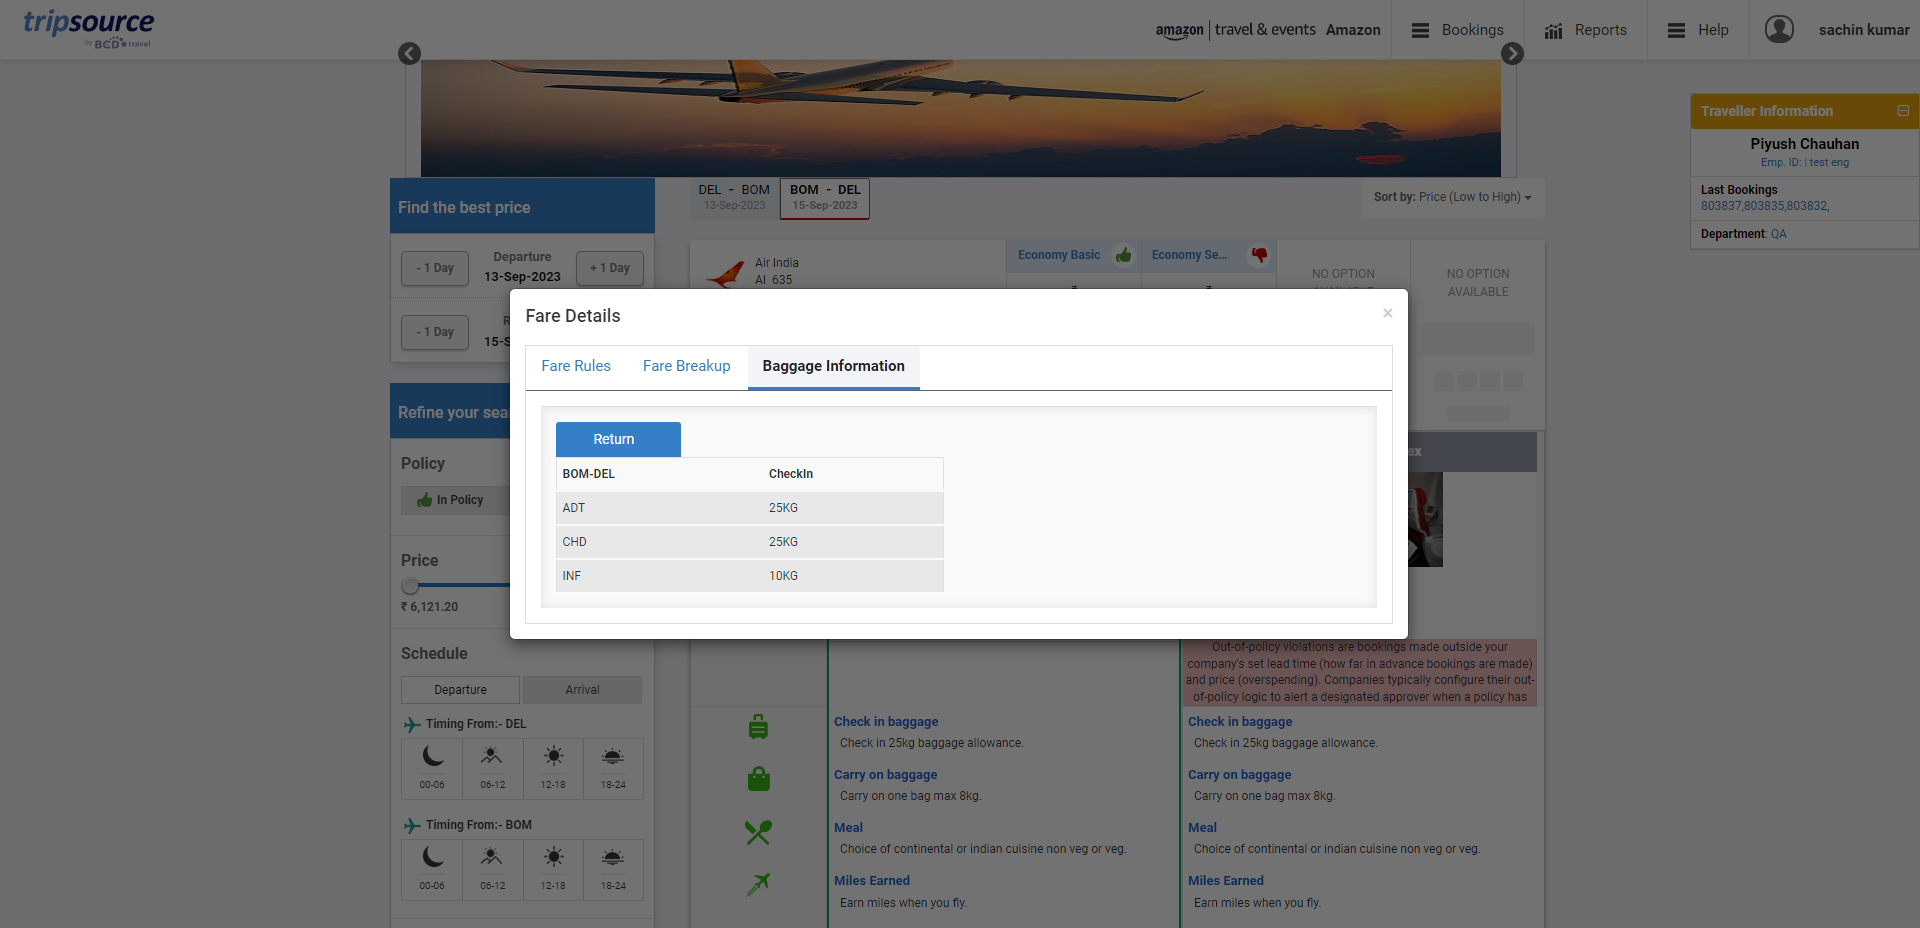 tripsource
by BCD travel
amazon | travel & events Amazon
Bookings
Reports
Help
sachin kumar
Traveller Information
Piyush Chauhan
Emp. ID: | test eng
Last Bookings
803837,803835,803832,
Department: QA
Find the best price
- 1 Day
Departure
13-Sep-2023
+ 1 Day
- 1 Day
R
15-S
DEL - BOM
13-Sep-2023
BOM - DEL
15-Sep-2023
Sort by: Price (Low to High)
Air India
AI 635
Economy Basic
Economy Se...
NO OPTION
NO OPTION
AVAILABLE
Fare Details
×
Fare Rules
Fare Breakup
Baggage Information
Return
BOM-DEL CheckIn
ADT 25KG
CHD 25KG
INF 10KG
Refine your sea
Policy
In Policy
Price
₹ 6,121.20
Schedule
Departure
Arrival
Timing From:- DEL
00-06 06-12 12-18 18-24
Timing From:- BOM
00-06 06-12 12-18 18-24
ex
Out-of-policy violations are bookings made outside your
company's set lead time (how far in advance bookings are made)
and price (overspending). Companies typically configure their out-
of-policy logic to alert a designated approver when a policy has
Check in baggage
Check in 25kg baggage allowance.
Carry on baggage
Carry on one bag max 8kg.
Meal
Choice of continental or indian cuisine non veg or veg.
Miles Earned
Earn miles when you fly.
Check in baggage
Check in 25kg baggage allowance.
Carry on baggage
Carry on one bag max 8kg.
Meal
Choice of continental or indian cuisine non veg or veg.
Miles Earned
Earn miles when you fly.